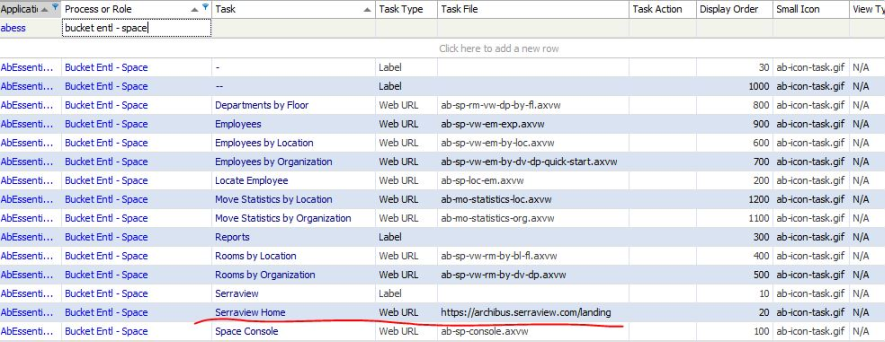 Applicati... Process or Role Task Task Type Task File Task Action Display Order Small Icon View Ty
abess bucket entl - space
Click here to add a new row
AbEssenti... Bucket Entl - Space - Label 30 ab-icon-task.gif N/A
AbEssenti... Bucket Entl - Space -- Label 1000 ab-icon-task.gif N/A
AbEssenti... Bucket Entl - Space Departments by Floor Web URL ab-sp-rm-vw-dp-by-fl.axvw 800 ab-icon-task.gif N/A
AbEssenti... Bucket Entl - Space Employees Web URL ab-sp-vw-em-exp.axvw 900 ab-icon-task.gif N/A
AbEssenti... Bucket Entl - Space Employees by Location Web URL ab-sp-vw-em-by-loc.axvw 600 ab-icon-task.gif N/A
AbEssenti... Bucket Entl - Space Employees by Organization Web URL ab-sp-vw-em-by-dv-dp-quick-start.axvw 700 ab-icon-task.gif N/A
AbEssenti... Bucket Entl - Space Locate Employee Web URL ab-sp-loc-em.axvw 200 ab-icon-task.gif N/A
AbEssenti... Bucket Entl - Space Move Statistics by Location Web URL ab-mo-statistics-loc.axvw 1200 ab-icon-task.gif N/A
AbEssenti... Bucket Entl - Space Move Statistics by Organization Web URL ab-mo-statistics-org.axvw 1100 ab-icon-task.gif N/A
AbEssenti... Bucket Entl - Space Reports Label 300 ab-icon-task.gif N/A
AbEssenti... Bucket Entl - Space Rooms by Location Web URL ab-sp-vw-rm-by-bl-fl.axvw 400 ab-icon-task.gif N/A
AbEssenti... Bucket Entl - Space Rooms by Organization Web URL ab-sp-vw-rm-by-dv-dp.axvw 500 ab-icon-task.gif N/A
AbEssenti... Bucket Entl - Space Serraview Label 10 ab-icon-task.gif N/A
AbEssenti... Bucket Entl - Space Serraview Home Web URL https://archibus.serraview.com/landing 20 ab-icon-task.gif N/A
AbEssenti... Bucket Entl - Space Space Console Web URL ab-sp-console.axvw 100 ab-icon-task.gif N/A